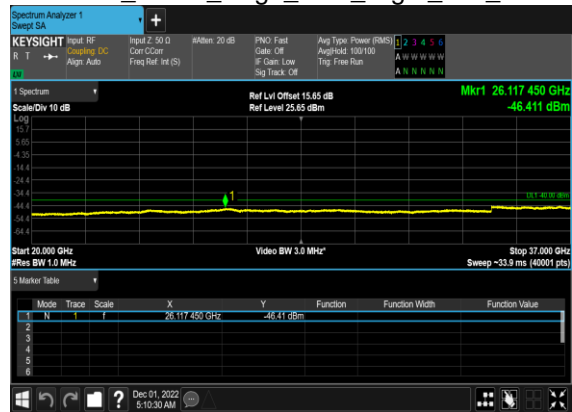 Spectrum Analyzer 1
Swept SA
+
KEYSIGHT Input: RF Input Z: 50 Ω #Atten: 20 dB PNO: Fast Avg Type: Power (RMS) 1 2 3 4 5 6
R T Coupling: DC Corr CCorr Gate: Off Avg|Hold: 100/100 A W W W W W
Align: Auto Freq Ref: Int (S) IF Gain: Low Trig: Free Run A N N N N N
LW Sig Track: Off
1 Spectrum Ref Lvl Offset 15.65 dB Mkr1 26.117 450 GHz
Scale/Div 10 dB Ref Level 25.65 dBm -46.411 dBm
Log
15.7
5.65
-4.35
-14.4
-24.4
-34.4
1
DL1 -40.00 dBm
-44.4
-54.4
-64.4
Start 20.000 GHz Video BW 3.0 MHz* Stop 37.000 GHz
#Res BW 1.0 MHz Sweep ~33.9 ms (40001 pts)
5 Marker Table
Mode Trace Scale X Y Function Function Width Function Value
1 N 1 f 26.117 450 GHz -46.41 dBm
2
3
4
5
6
? Dec 01, 2022
5:10:30 AM